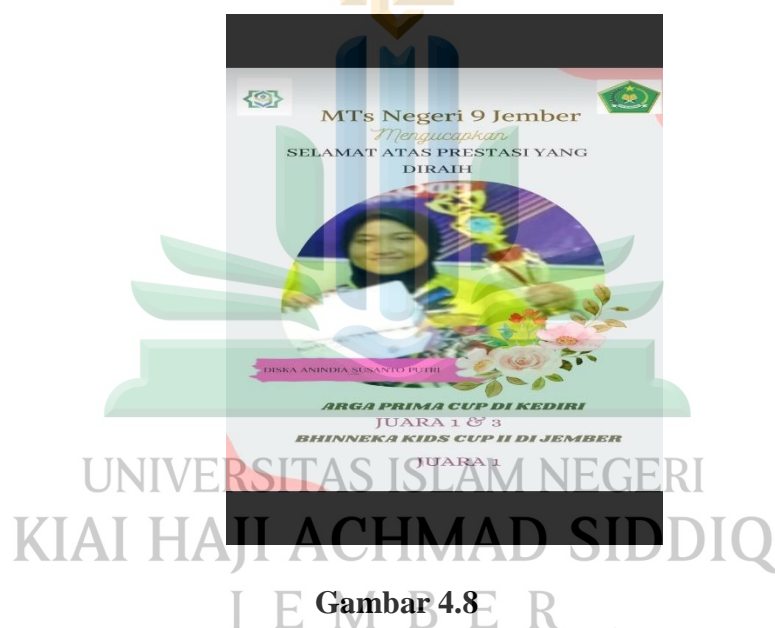 MTs Negeri 9 Jember
Mengucapkan
SELAMAT ATAS PRESTASI YANG
DIRAIH
DISKA ANINDIA SUSANTO PUTRI
ARGA PRIMA CUP DI KEDIRI
JUARA 1 & 3
BHINNEKA KIDS CUP II DI JEMBER
JUARA 1
UNIVERSITAS ISLAM NEGERI
KIAI HAJI ACHMAD SIDDIQ
JEMBER
Gambar 4.8